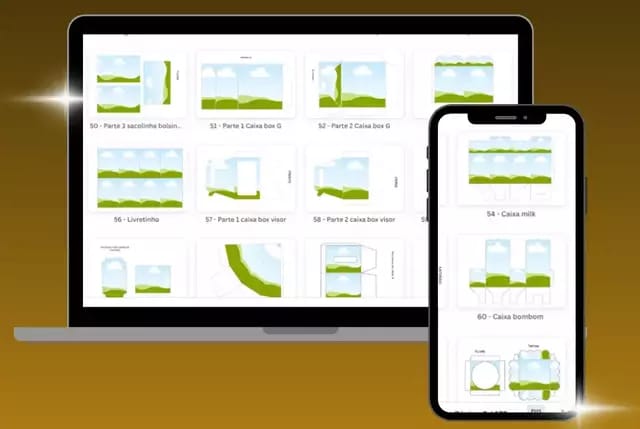 50 - Parte 3 sacolinha bolsin...
51 - Parte 1 Caixa box G
52 - Parte 2 Caixa box G
56 - Livretinho
57 - Parte 1 caixa box visor
58 - Parte 2 caixa box visor
54 - Caixa milk
60 - Caixa bombom